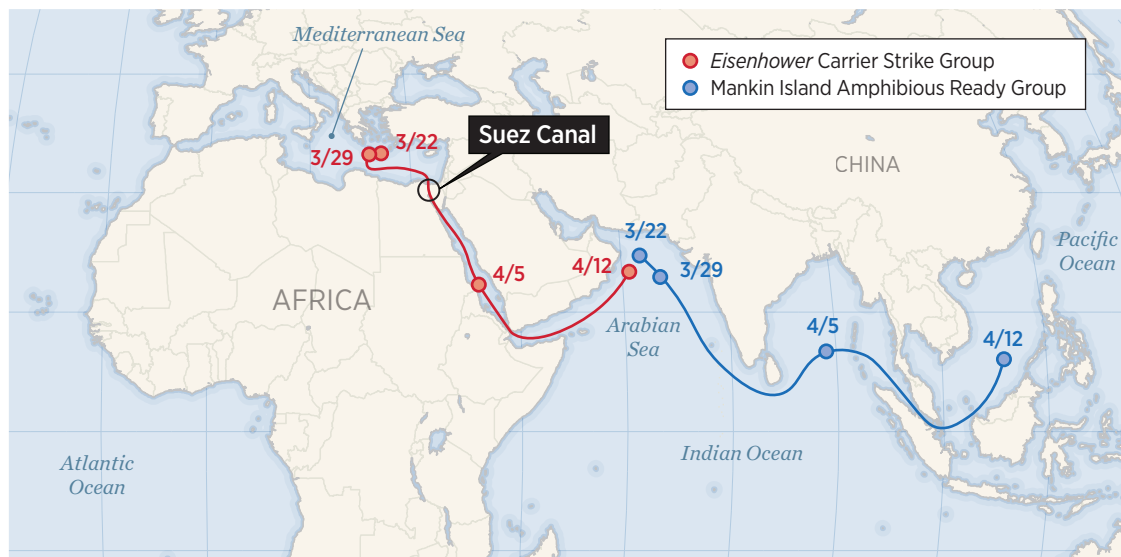 Mediterranean Sea
Eisenhower Carrier Strike Group
Mankin Island Amphibious Ready Group
3/29
3/22
Suez Canal
CHINA
3/22
Pacific
Ocean
4/5
4/12
3/29
AFRICA
Arabian
Sea
4/5
4/12
Indian Ocean
Atlantic
Ocean